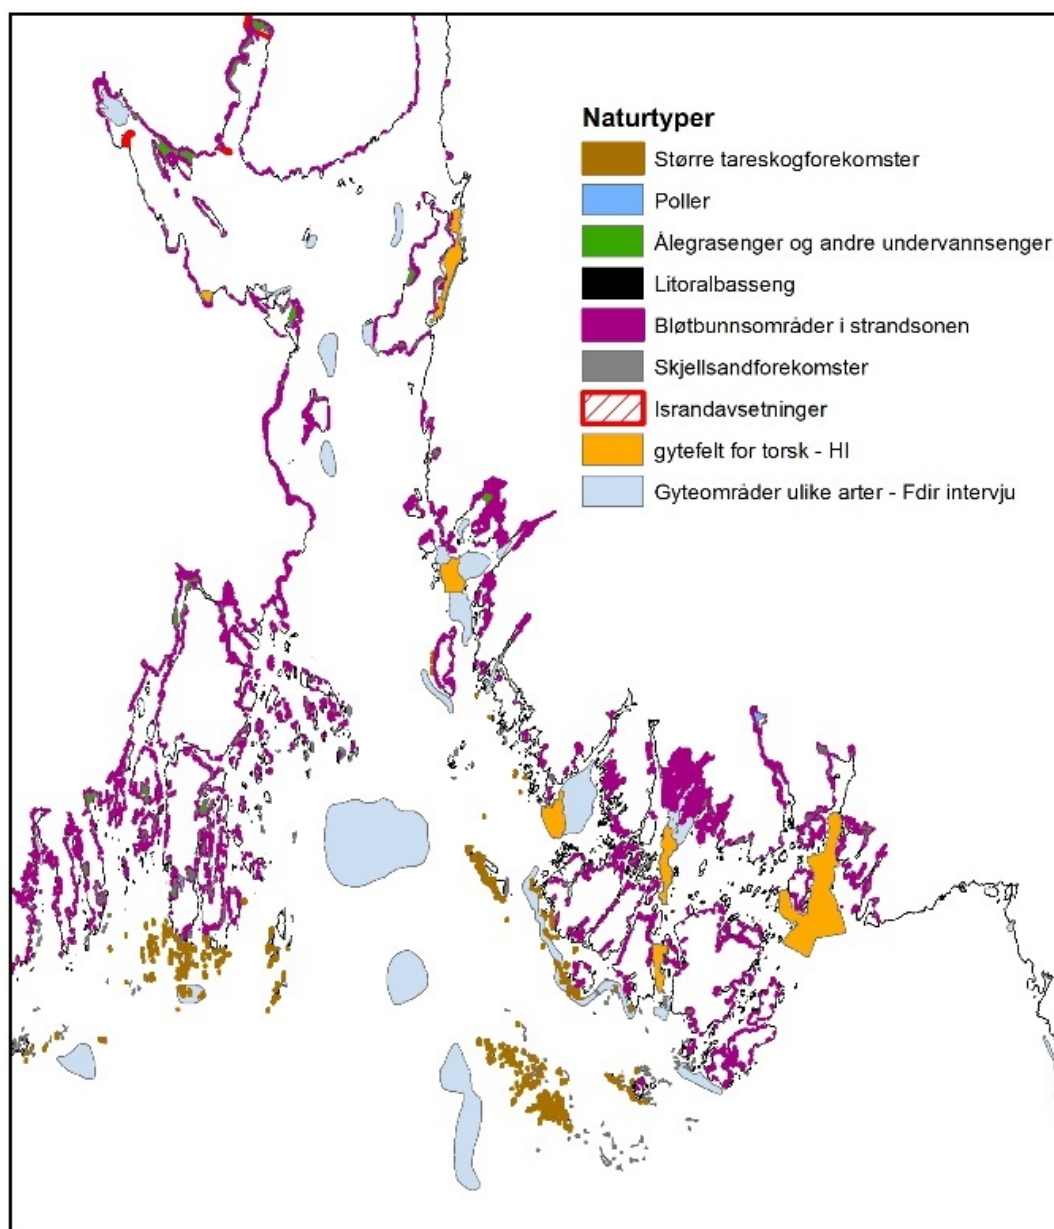 Naturtyper
Større tareskogforekomster
Poller
Ålegrasenger og andre undervannsenger
Litoralbasseng
Bløtbunnsområder i strandsonen
Skjellsandforekomster
Israndavsetninger
gytefelt for torsk - HI
Gyteområder ulike arter - Fdir intervju